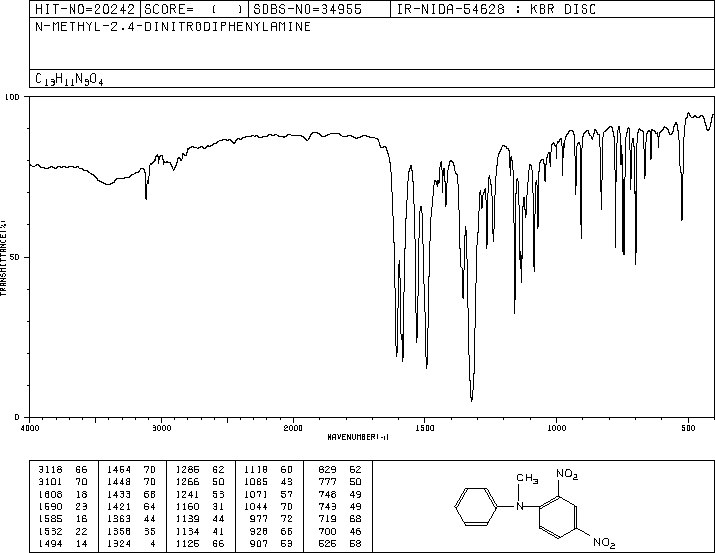 HIT-NO=20242 SCORE= ( ) SDBS-NO=34955 IR-NIDA-54628 : KBR DISC
N-METHYL-2,4-DINITRODIPHENYLAMINE
C13H11N3O4
100
50
0
TRANSMITTANCE(%)
4000 3000 2000 1500 1000 500
WAVENUMBER(-1)
3118 66 1464 70 1286 62 1118 60 829 62
3101 70 1448 70 1266 50 1085 43 777 50
1608 18 1433 68 1241 53 1071 57 748 49
1590 23 1421 64 1160 31 1044 70 743 49
1585 16 1363 44 1139 44 977 72 719 68
1532 22 1358 35 1134 41 928 66 700 46
1494 14 1324 4 1125 66 907 53 525 58
CH3
NO2
N
NO2